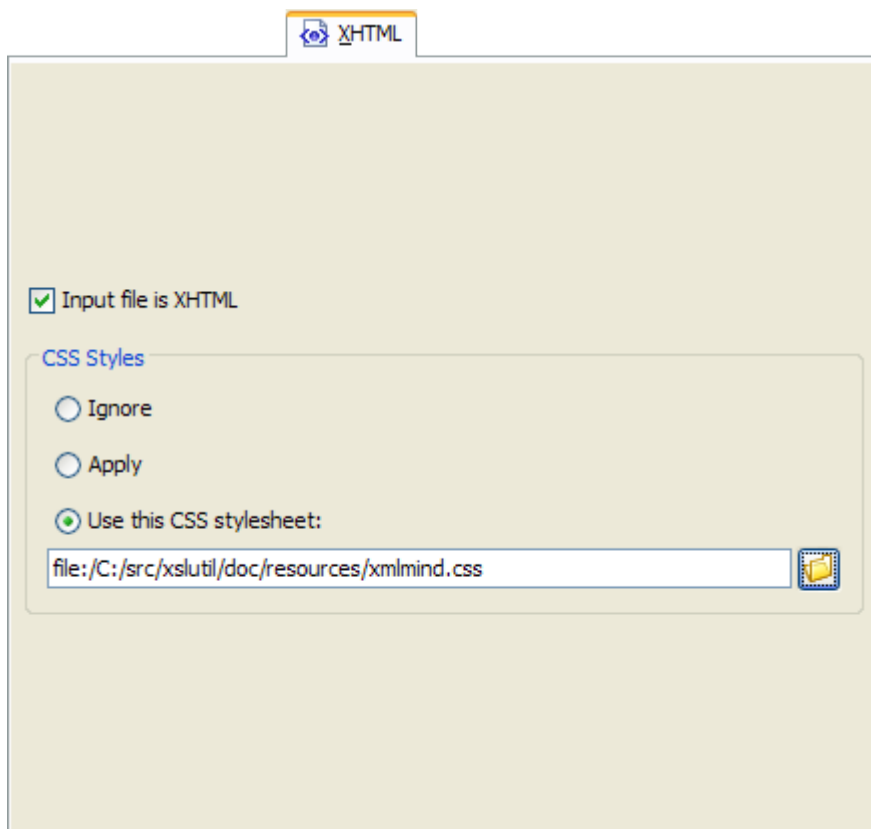 XHTML
Input file is XHTML
CSS Styles
Ignore
Apply
Use this CSS stylesheet:
file:/C:/src/xslutil/doc/resources/xmlmind.css